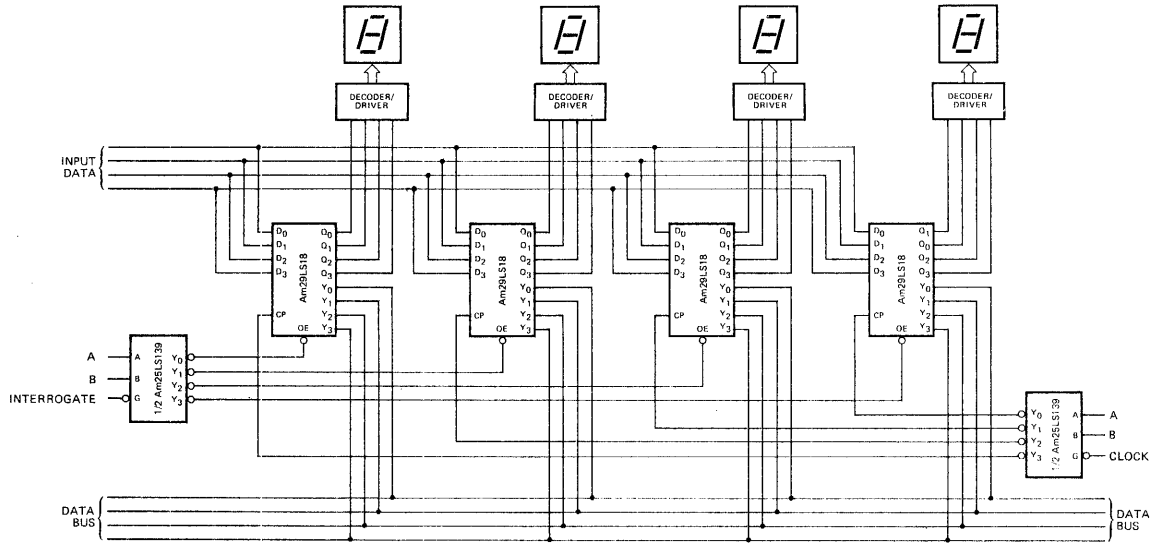 DECODER/
DRIVER
DECODER/
DRIVER
DECODER/
DRIVER
DECODER/
DRIVER
INPUT
DATA
D0
D1
D2
D3
CP
Am29LS18
OE
Q0
Q1
Q2
Q3
Y0
Y1
Y2
Y3
D0
D1
D2
D3
CP
Am29LS18
OE
Q0
Q1
Q2
Q3
Y0
Y1
Y2
Y3
D0
D1
D2
D3
CP
Am29LS18
OE
Q0
Q1
Q2
Q3
Y0
Y1
Y2
Y3
D0
D1
D2
D3
CP
Am29LS18
OE
Q1
Q0
Q2
Q3
Y0
Y1
Y2
Y3
A
B
INTERROGATE
A
B
G
1/2 Am25LS139
Y0
Y1
Y2
Y3
Y0
Y1
Y2
Y3
1/2 Am25LS139
A
B
G
A
B
CLOCK
DATA
BUS
DATA
BUS